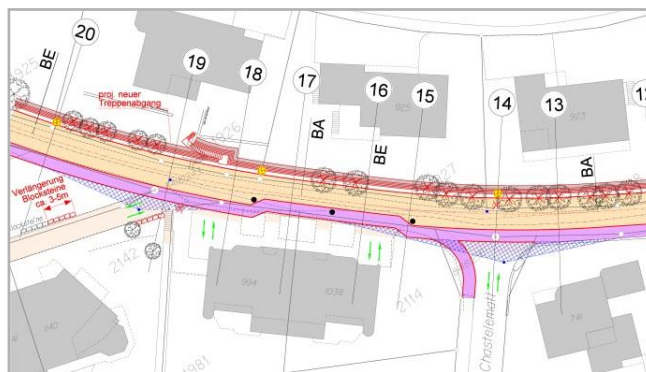 20
BE
19
18
17
BA
16
BE
15
14
13
BA
proj. neuer
Treppenabgang
925
926
925
927
923
Verlängerung
Blocksteine
ca. 3-5m
2142
994
1038
2114
1981
940
741
Chastelematt